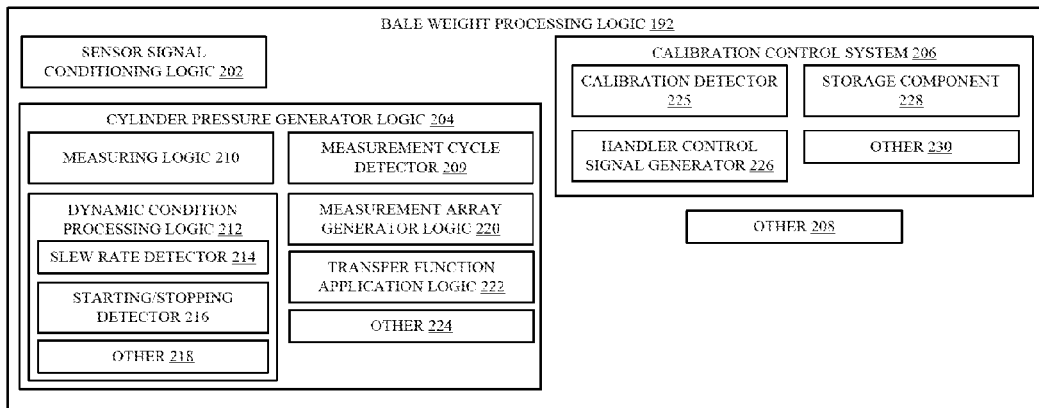 BALE WEIGHT PROCESSING LOGIC 192
SENSOR SIGNAL
CONDITIONING LOGIC 202
CYLINDER PRESSURE GENERATOR LOGIC 204
MEASURING LOGIC 210
MEASUREMENT CYCLE
DETECTOR 209
DYNAMIC CONDITION
PROCESSING LOGIC 212
SLEW RATE DETECTOR 214
STARTING/STOPPING
DETECTOR 216
OTHER 218
MEASUREMENT ARRAY
GENERATOR LOGIC 220
TRANSFER FUNCTION
APPLICATION LOGIC 222
OTHER 224
CALIBRATION CONTROL SYSTEM 206
CALIBRATION DETECTOR
225
STORAGE COMPONENT
228
HANDLER CONTROL
SIGNAL GENERATOR 226
OTHER 230
OTHER 208